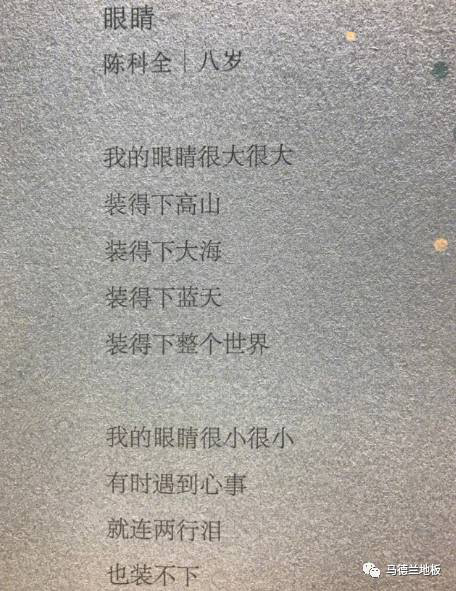 眼睛
陈科全｜八岁
我的眼睛很大很大
装得下高山
装得下大海
装得下蓝天
装得下整个世界
我的眼睛很小很小
有时遇到心事
就连两行泪
也装不下
马德兰地板